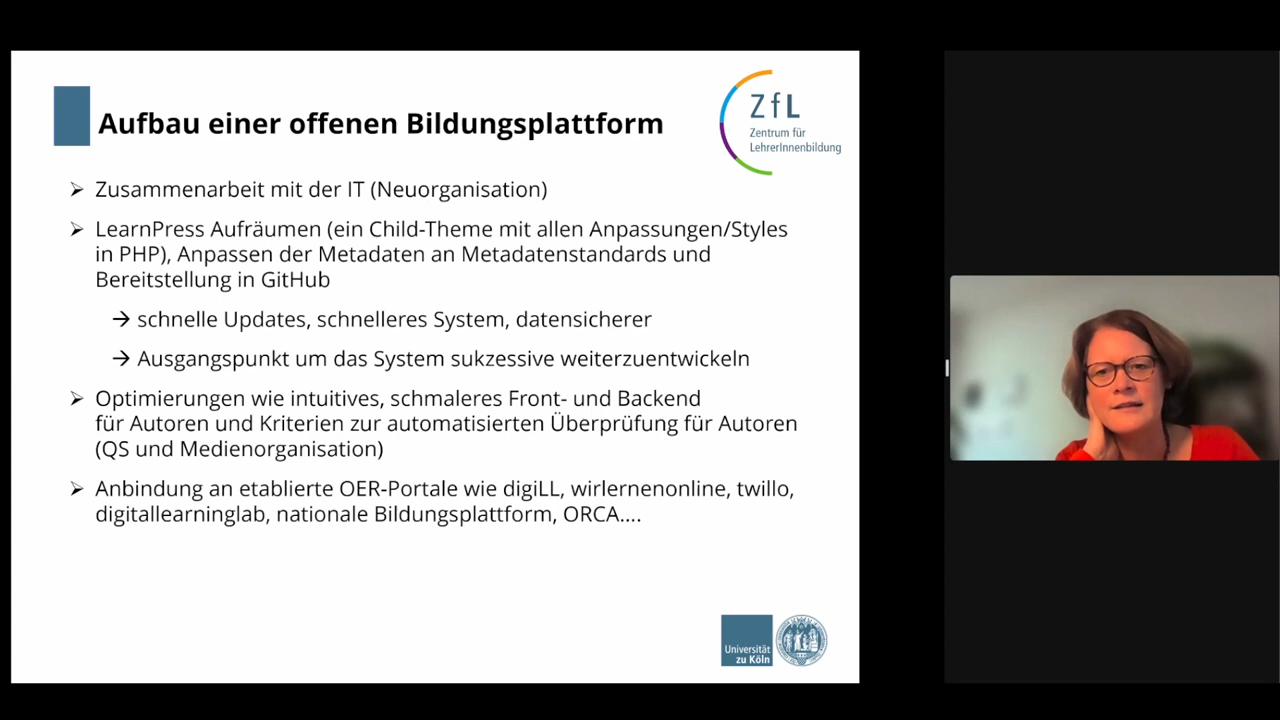 Aufbau einer offenen Bildungsplattform
ZfL
Zentrum für
LehrerInnenbildung
➢ Zusammenarbeit mit der IT (Neuorganisation)
➢ LearnPress Aufräumen (ein Child-Theme mit allen Anpassungen/Styles
in PHP), Anpassen der Metadaten an Metadatenstandards und
Bereitstellung in GitHub
→ schnelle Updates, schnelleres System, datensicherer
→ Ausgangspunkt um das System sukzessive weiterzuentwickeln
➢ Optimierungen wie intuitives, schmaleres Front- und Backend
für Autoren und Kriterien zur automatisierten Überprüfung für Autoren
(QS und Medienorganisation)
➢ Anbindung an etablierte OER-Portale wie digiLL, wirlernenonline, twillo,
digitallearninglab, nationale Bildungsplattform, ORCA....
Universität
zu Köln